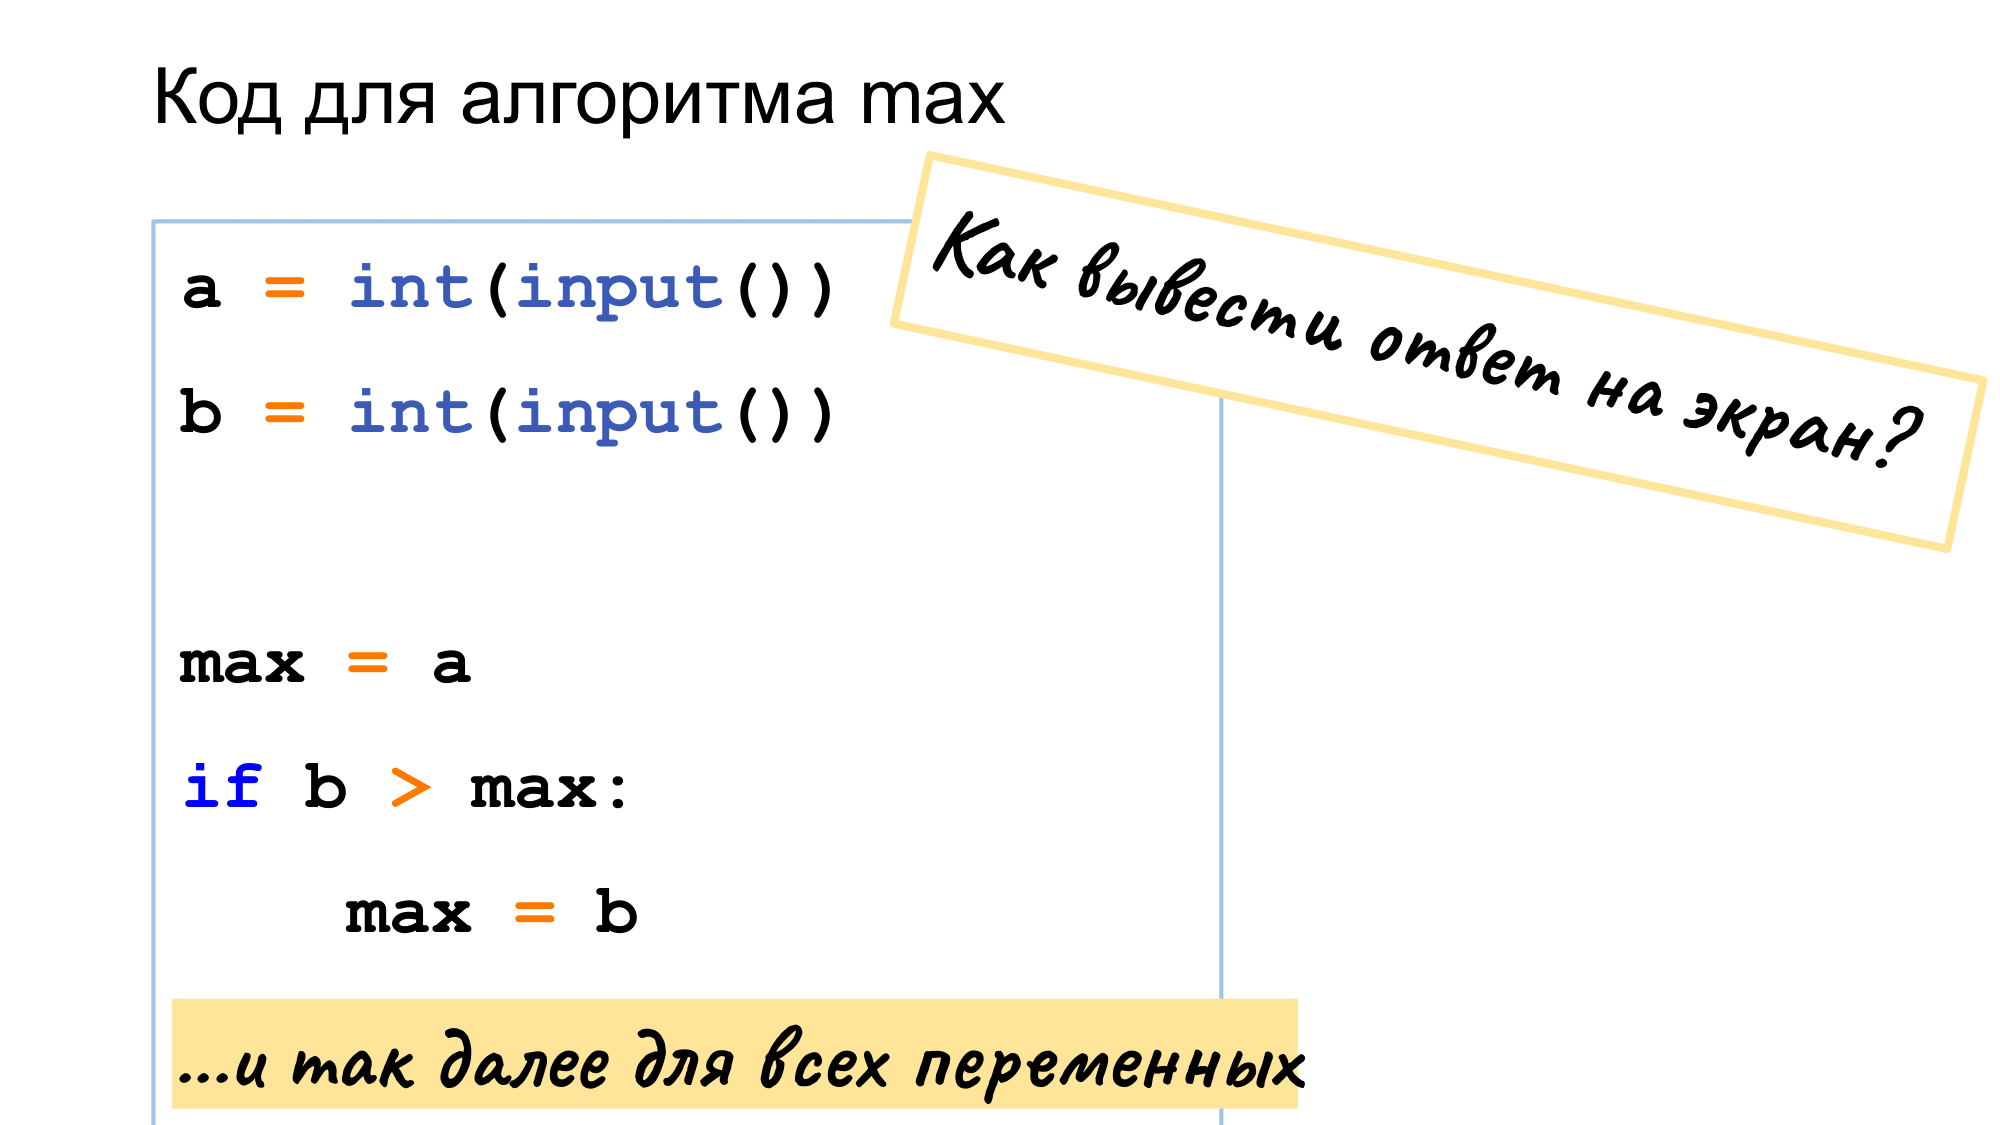 Код для алгоритма max
Как вывести ответ на экран?
a = int(input())
b = int(input())
max = a
if b > max:
    max = b
...и так далее для всех переменных